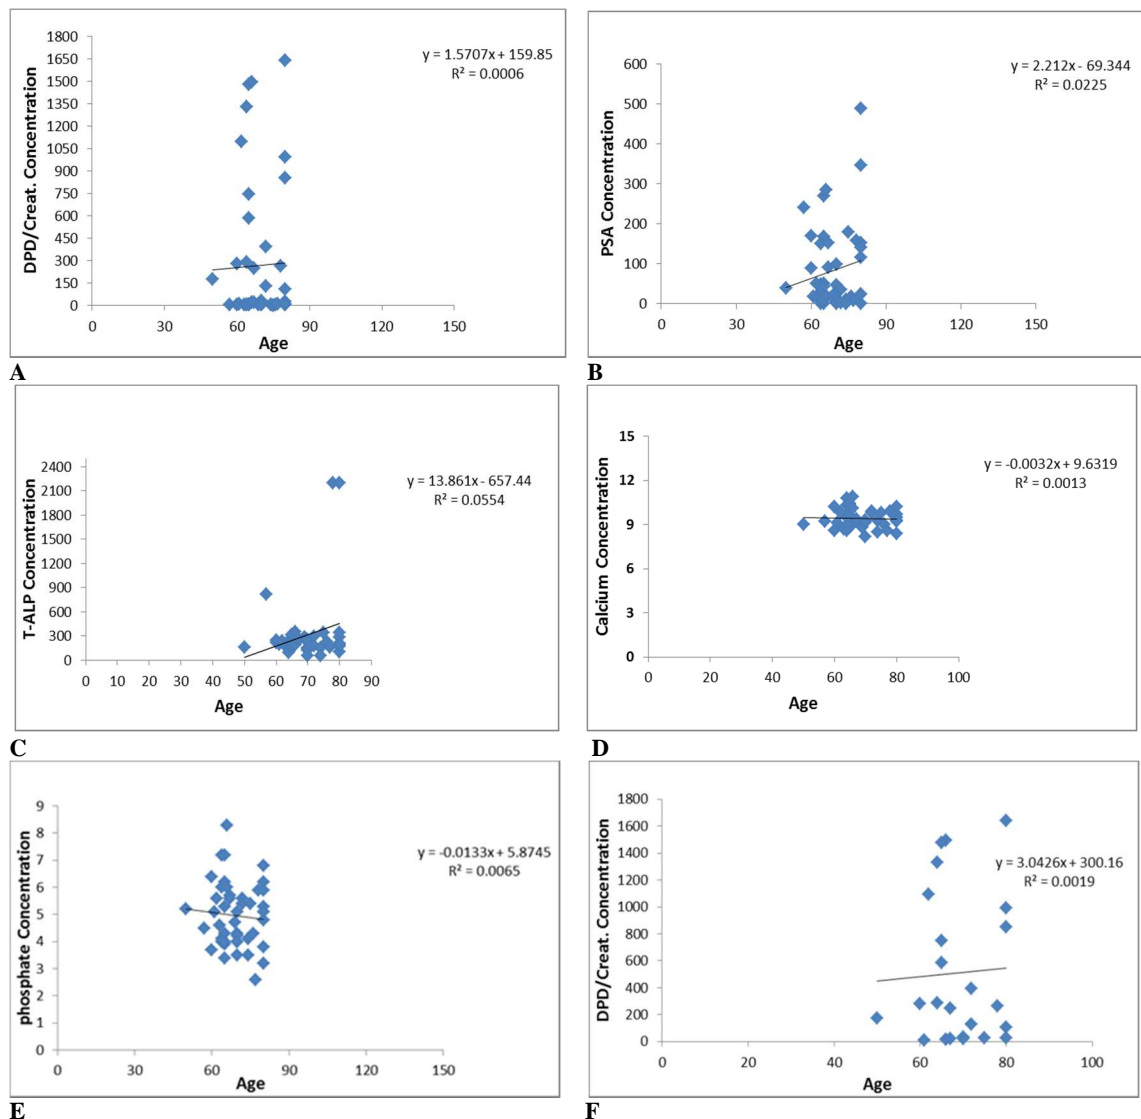 1800
1650
1500
1350
1200
1050
900
750
600
450
300
150
0
0 30 60 90 120 150
DPD/Creat. Concentration
Age
y = 1.5707x + 159.85
R² = 0.0006
A
600
500
400
300
200
100
0
0 30 60 90 120 150
PSA Concentration
Age
y = 2.212x - 69.344
R² = 0.0225
B
2400
2100
1800
1500
1200
900
600
300
0
0 10 20 30 40 50 60 70 80 90
T-ALP Concentration
Age
y = 13.861x - 657.44
R² = 0.0554
C
15
12
9
6
3
0
0 20 40 60 80 100
Calcium Concentration
Age
y = -0.0032x + 9.6319
R² = 0.0013
D
9
8
7
6
5
4
3
2
1
0
0 30 60 90 120 150
phosphate Concentration
Age
y = -0.0133x + 5.8745
R² = 0.0065
E
1800
1600
1400
1200
1000
800
600
400
200
0
0 20 40 60 80 100
DPD/Creat. Concentration
Age
y = 3.0426x + 300.16
R² = 0.0019
F